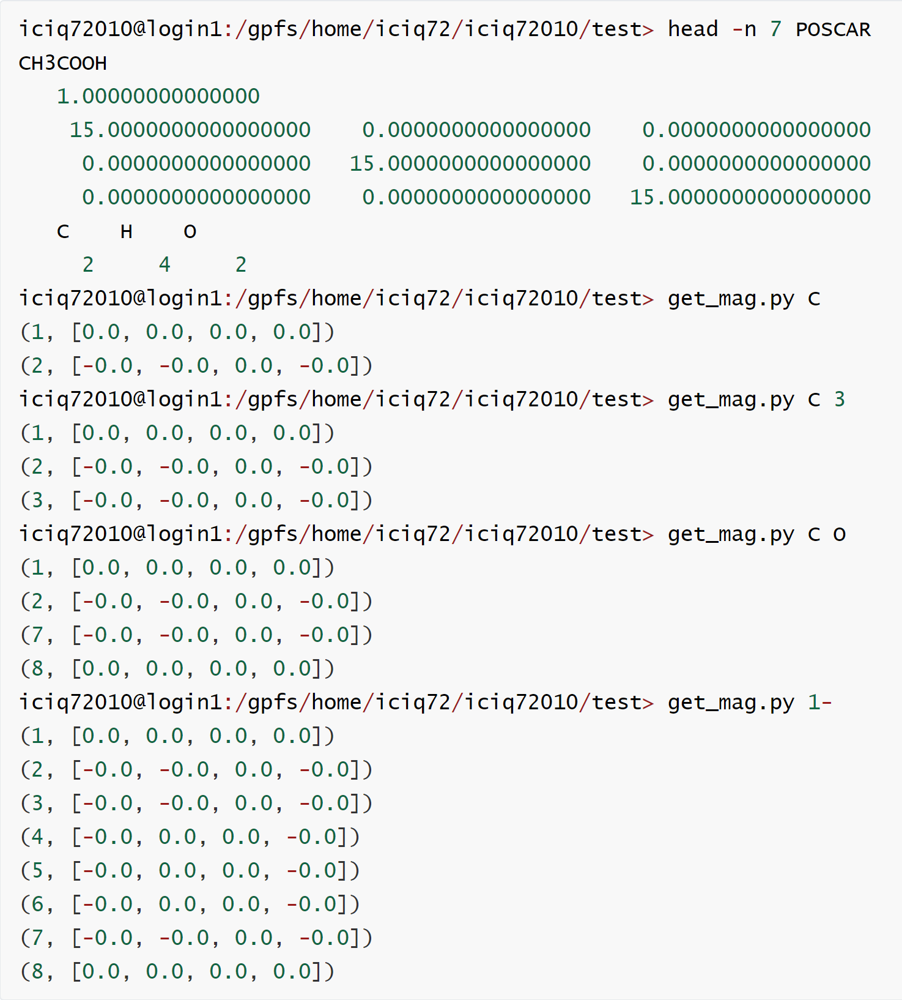 iciq72010@login1:/gpfs/home/iciq72/iciq72010/test> head -n 7 POSCAR
CH3COOH
   1.00000000000000
    15.0000000000000000    0.0000000000000000    0.0000000000000000
     0.0000000000000000   15.0000000000000000    0.0000000000000000
     0.0000000000000000    0.0000000000000000   15.0000000000000000
   C    H    O
     2     4     2
iciq72010@login1:/gpfs/home/iciq72/iciq72010/test> get_mag.py C
(1, [0.0, 0.0, 0.0, 0.0])
(2, [-0.0, -0.0, 0.0, -0.0])
iciq72010@login1:/gpfs/home/iciq72/iciq72010/test> get_mag.py C 3
(1, [0.0, 0.0, 0.0, 0.0])
(2, [-0.0, -0.0, 0.0, -0.0])
(3, [-0.0, -0.0, 0.0, -0.0])
iciq72010@login1:/gpfs/home/iciq72/iciq72010/test> get_mag.py C O
(1, [0.0, 0.0, 0.0, 0.0])
(2, [-0.0, -0.0, 0.0, -0.0])
(7, [-0.0, -0.0, 0.0, -0.0])
(8, [0.0, 0.0, 0.0, 0.0])
iciq72010@login1:/gpfs/home/iciq72/iciq72010/test> get_mag.py 1-
(1, [0.0, 0.0, 0.0, 0.0])
(2, [-0.0, -0.0, 0.0, -0.0])
(3, [-0.0, -0.0, 0.0, -0.0])
(4, [-0.0, 0.0, 0.0, -0.0])
(5, [-0.0, 0.0, 0.0, -0.0])
(6, [-0.0, 0.0, 0.0, -0.0])
(7, [-0.0, -0.0, 0.0, -0.0])
(8, [0.0, 0.0, 0.0, 0.0])